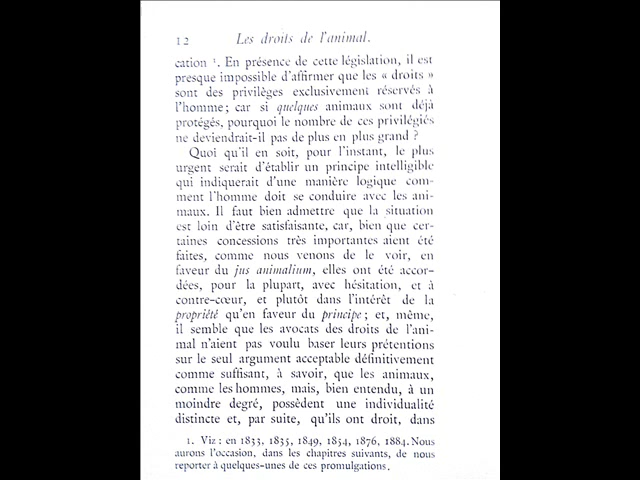 12 Les droits de l'animal.
cation ¹. En présence de cette législation, il est
presque impossible d'affirmer que les « droits »
sont des privilèges exclusivement réservés à
l'homme; car si quelques animaux sont déjà
protégés, pourquoi le nombre de ces privilégiés
ne deviendrait-il pas de plus en plus grand ?
Quoi qu'il en soit, pour l'instant, le plus
urgent serait d'établir un principe intelligible
qui indiquerait d'une manière logique com-
ment l'homme doit se conduire avec les ani-
maux. Il faut bien admettre que la situation
est loin d'être satisfaisante, car, bien que cer-
taines concessions très importantes aient été
faites, comme nous venons de le voir, en
faveur du jus animalium, elles ont été accor-
dées, pour la plupart, avec hésitation, et à
contre-cœur, et plutôt dans l'intérêt de la
propriété qu'en faveur du principe; et, même,
il semble que les avocats des droits de l'ani-
mal n'aient pas voulu baser leurs prétentions
sur le seul argument acceptable définitivement
comme suffisant, à savoir, que les animaux,
comme les hommes, mais, bien entendu, à un
moindre degré, possèdent une individualité
distincte et, par suite, qu'ils ont droit, dans
1. Viz : en 1833, 1835, 1849, 1854, 1876, 1884. Nous
aurons l'occasion, dans les chapitres suivants, de nous
reporter à quelques-unes de ces promulgations.